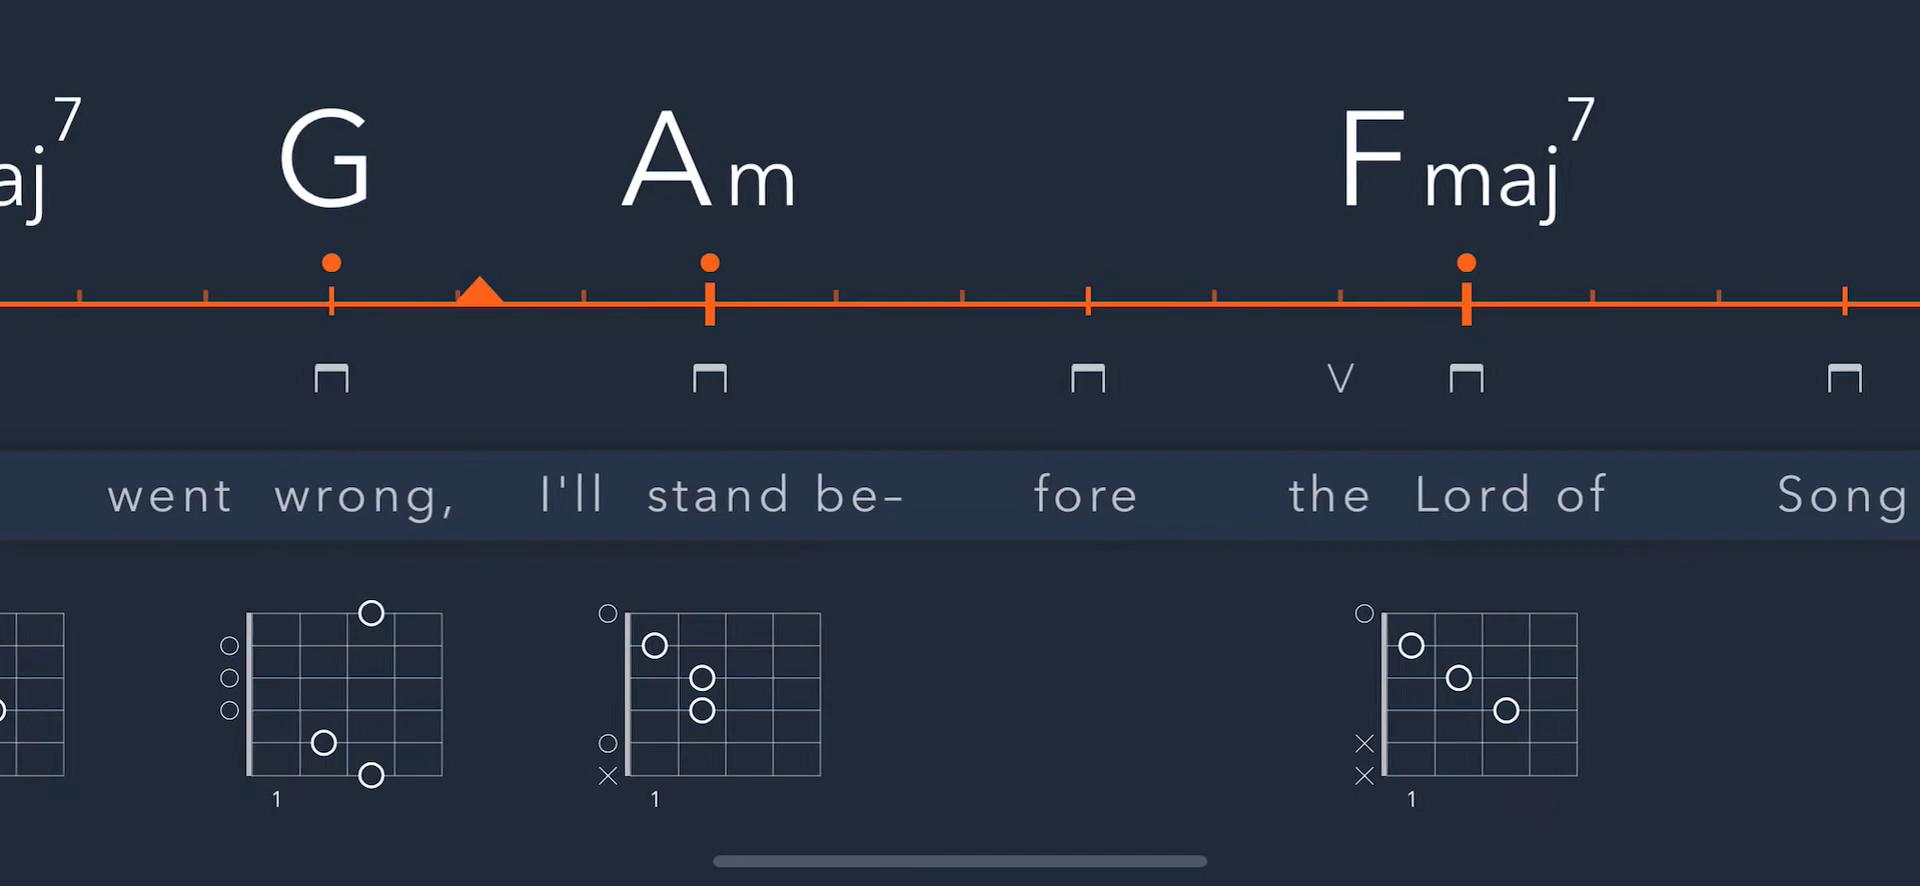 aj7 G Am Fmaj7
V
went wrong, I'll stand be- fore the Lord of Song
1 1 1